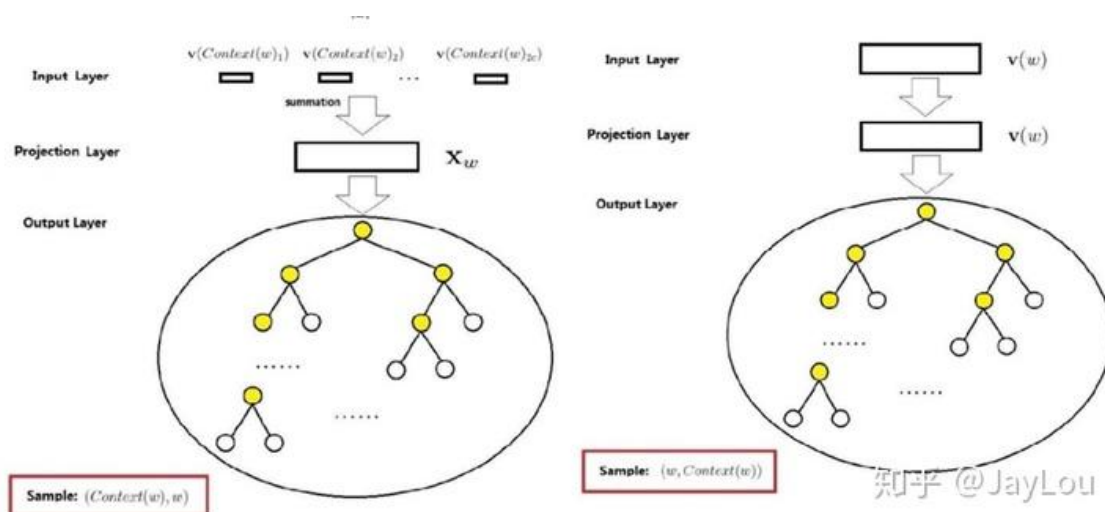 v(Context(w)₁) v(Context(w)₂) v(Context(w)₂c)
Input Layer
...
summation
Projection Layer
x_w
Output Layer
......
......
Sample: (Context(w), w)
Input Layer
v(w)
Projection Layer
v(w)
Output Layer
......
......
Sample: (w, Context(w))
知乎 @JayLou